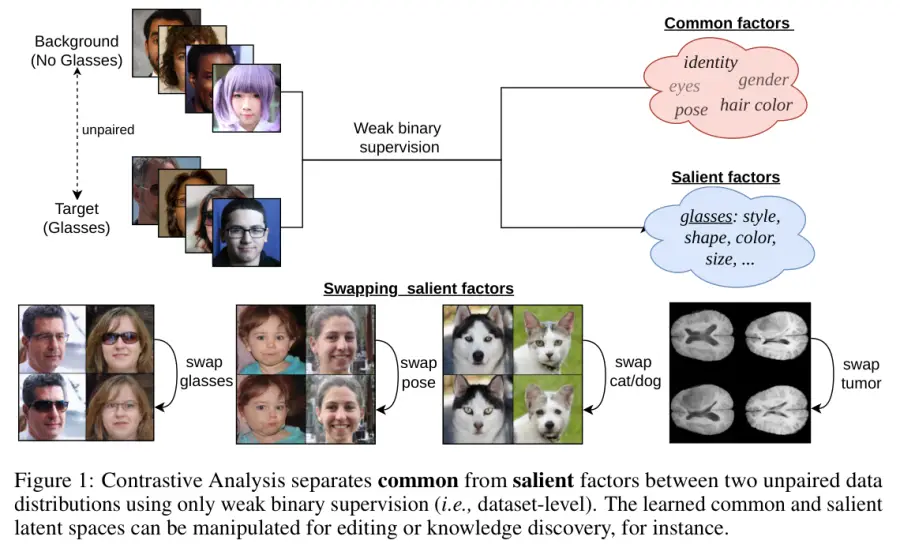 Background
(No Glasses)
unpaired
Target
(Glasses)
Weak binary
supervision
Common factors
identity
eyes
gender
pose
hair color
Salient factors
glasses: style,
shape, color,
size, ...
Swapping salient factors
swap
glasses
swap
pose
swap
cat/dog
swap
tumor
Figure 1: Contrastive Analysis separates common from salient factors between two unpaired data
distributions using only weak binary supervision (i.e., dataset-level). The learned common and salient
latent spaces can be manipulated for editing or knowledge discovery, for instance.